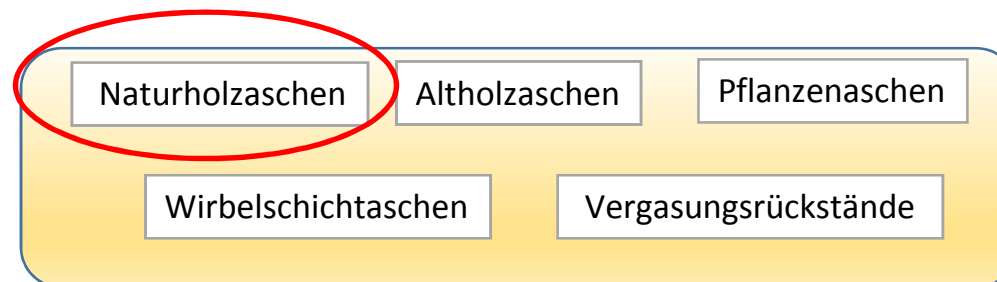 Naturholzaschen
Altholzaschen
Pflanzenaschen
Wirbelschichtaschen
Vergasungsrückstände